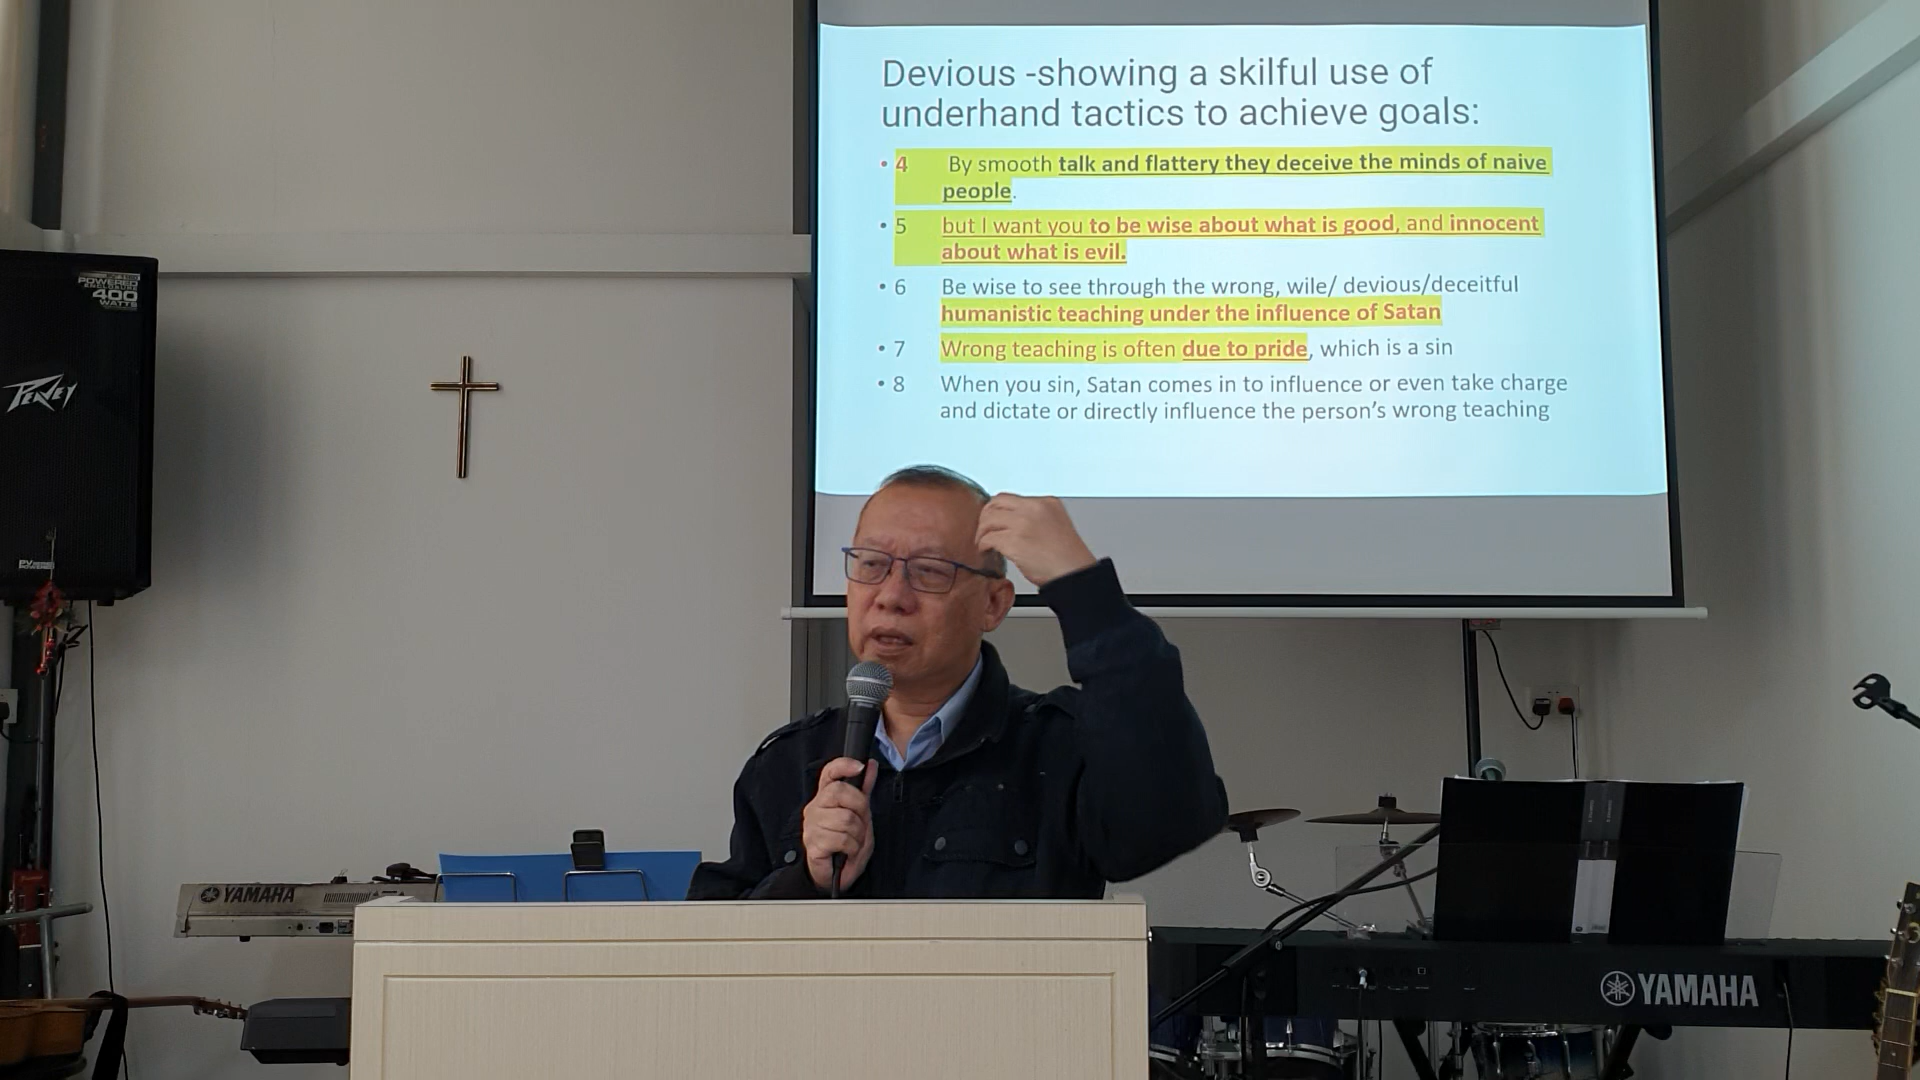 Devious -showing a skilful use of
underhand tactics to achieve goals:
• 4 By smooth talk and flattery they deceive the minds of naive
people.
• 5 but I want you to be wise about what is good, and innocent
about what is evil.
• 6 Be wise to see through the wrong, wile/ devious/deceitful
humanistic teaching under the influence of Satan
• 7 Wrong teaching is often due to pride, which is a sin
• 8 When you sin, Satan comes in to influence or even take charge
and dictate or directly influence the person's wrong teaching
POWERED
ENCLOSURE
400
WATTS
PEAVEY
YAMAHA
YAMAHA